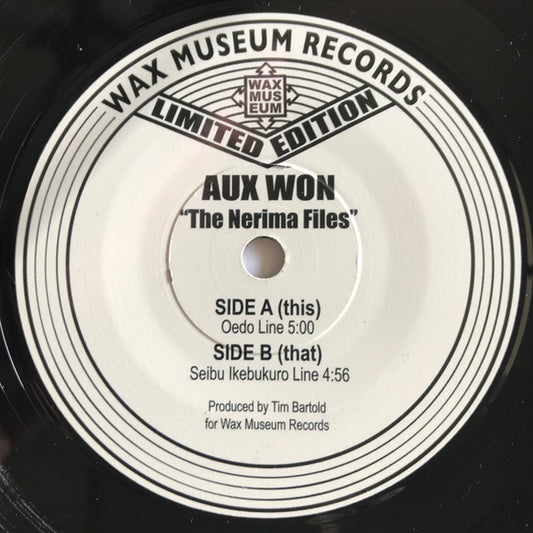 WAX MUSEUM RECORDS
WAX
MUS
EUM
LIMITED EDITION
AUX WON
"The Nerima Files"
SIDE A (this)
Oedo Line 5:00
SIDE B (that)
Seibu Ikebukuro Line 4:56
Produced by Tim Bartold
for Wax Museum Records